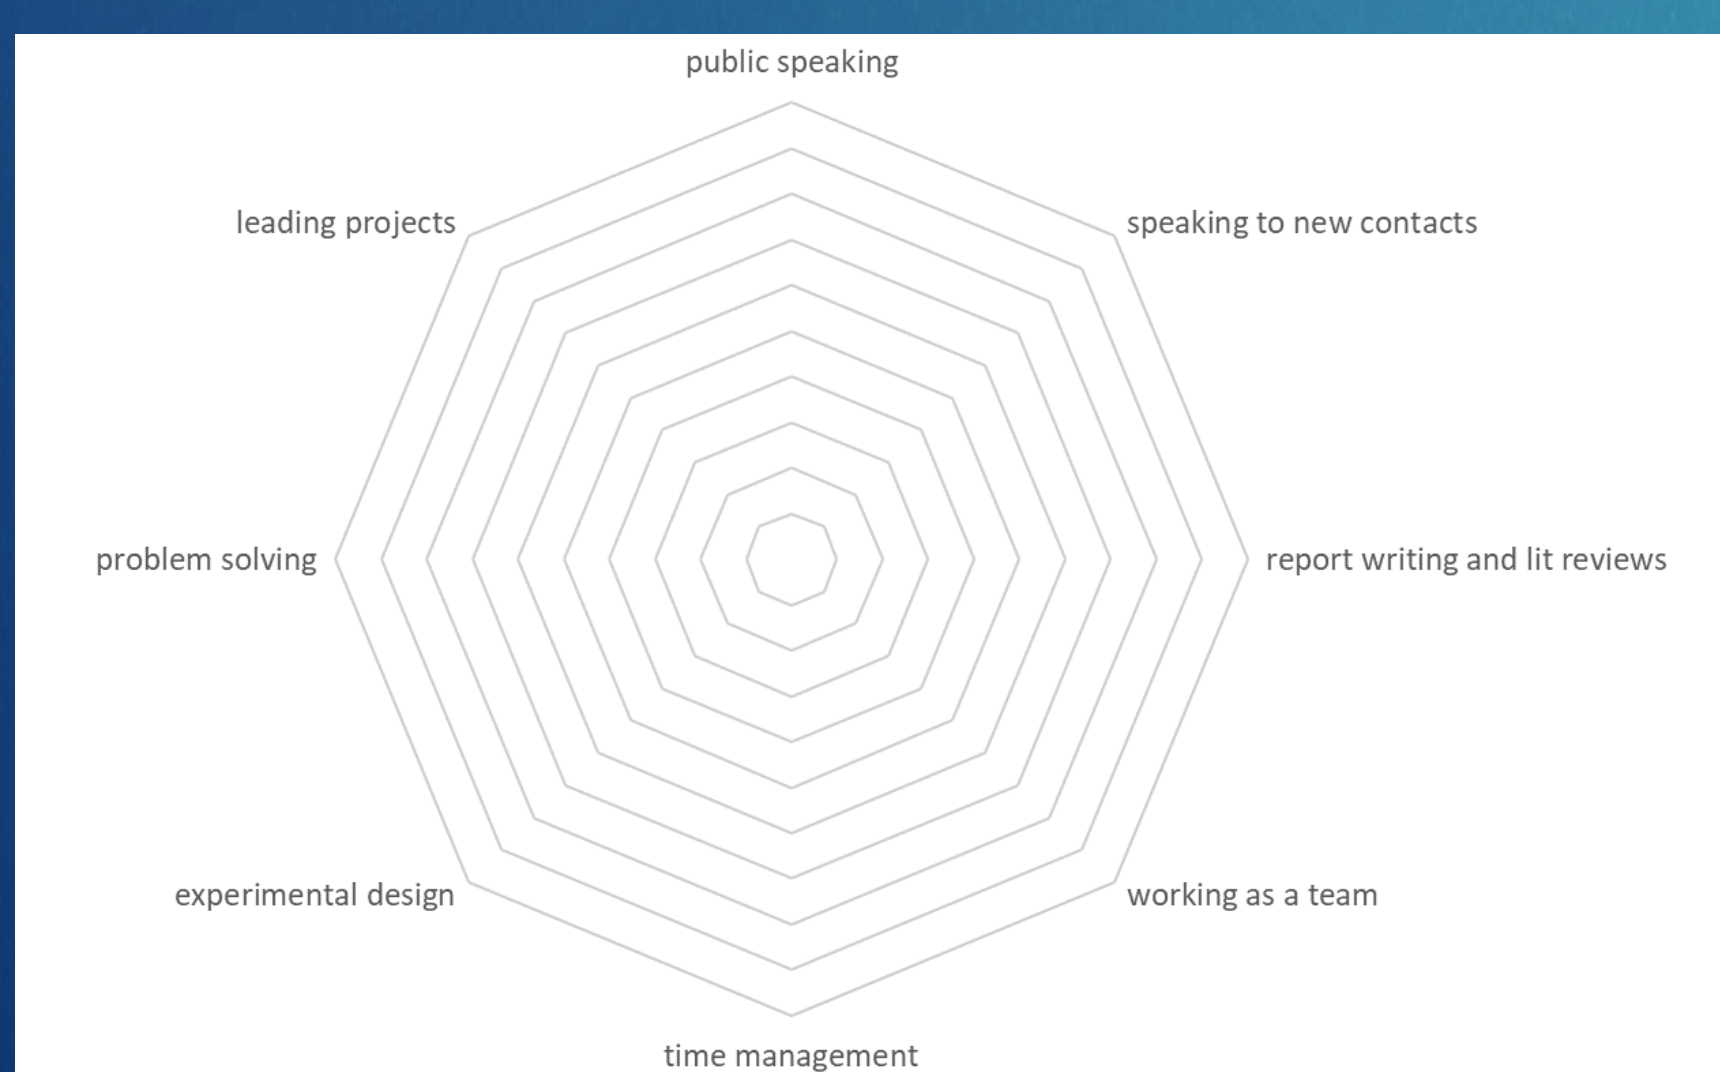 public speaking
leading projects
speaking to new contacts
problem solving
report writing and lit reviews
experimental design
working as a team
time management